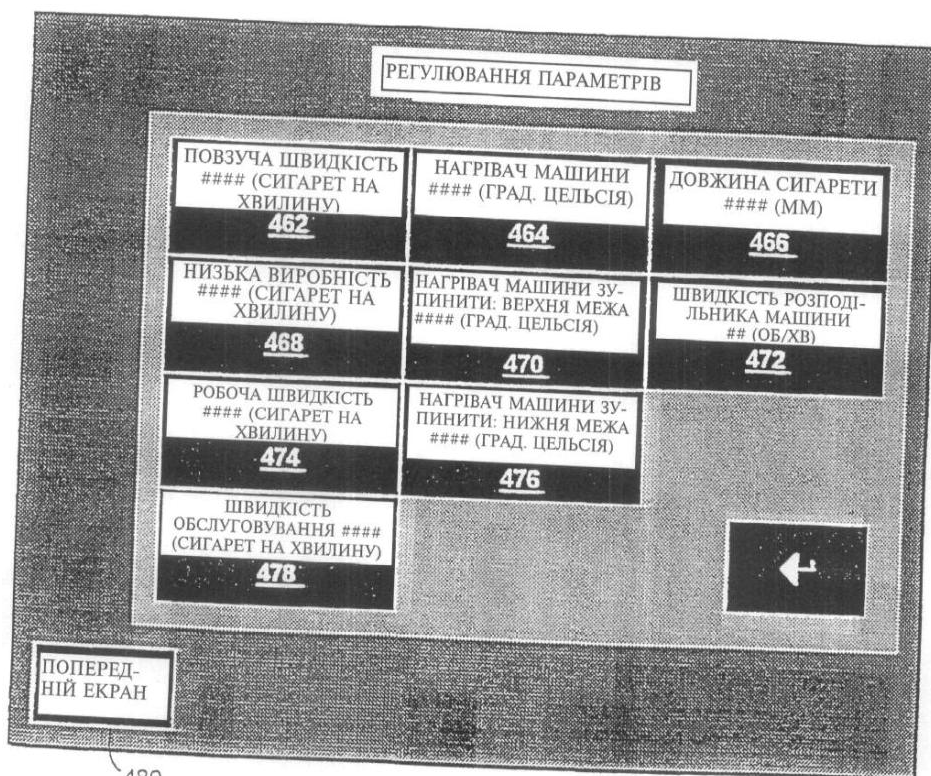 РЕГУЛЮВАННЯ ПАРАМЕТРІВ
ПОВЗУЧА ШВИДКІСТЬ
#### (СИГАРЕТ НА
ХВИЛИНУ)
462
НАГРІВАЧ МАШИНИ
#### (ГРАД. ЦЕЛЬСІЯ)
464
ДОВЖИНА СИГАРЕТИ
#### (ММ)
466
НИЗЬКА ВИРОБНІСТЬ
#### (СИГАРЕТ НА
ХВИЛИНУ)
468
НАГРІВАЧ МАШИНИ ЗУ-
ПИНИТИ: ВЕРХНЯ МЕЖА
#### (ГРАД. ЦЕЛЬСІЯ)
470
ШВИДКІСТЬ РОЗПОДІ-
ЛЬНИКА МАШИНИ
## (ОБ/ХВ)
472
РОБОЧА ШВИДКІСТЬ
#### (СИГАРЕТ НА
ХВИЛИНУ)
474
НАГРІВАЧ МАШИНИ ЗУ-
ПИНИТИ: НИЖНЯ МЕЖА
#### (ГРАД. ЦЕЛЬСІЯ)
476
ШВИДКІСТЬ
ОБСЛУГОВУВАННЯ ####
(СИГАРЕТ НА ХВИЛИНУ)
478
ПОПЕРЕД-
НІЙ ЕКРАН
480